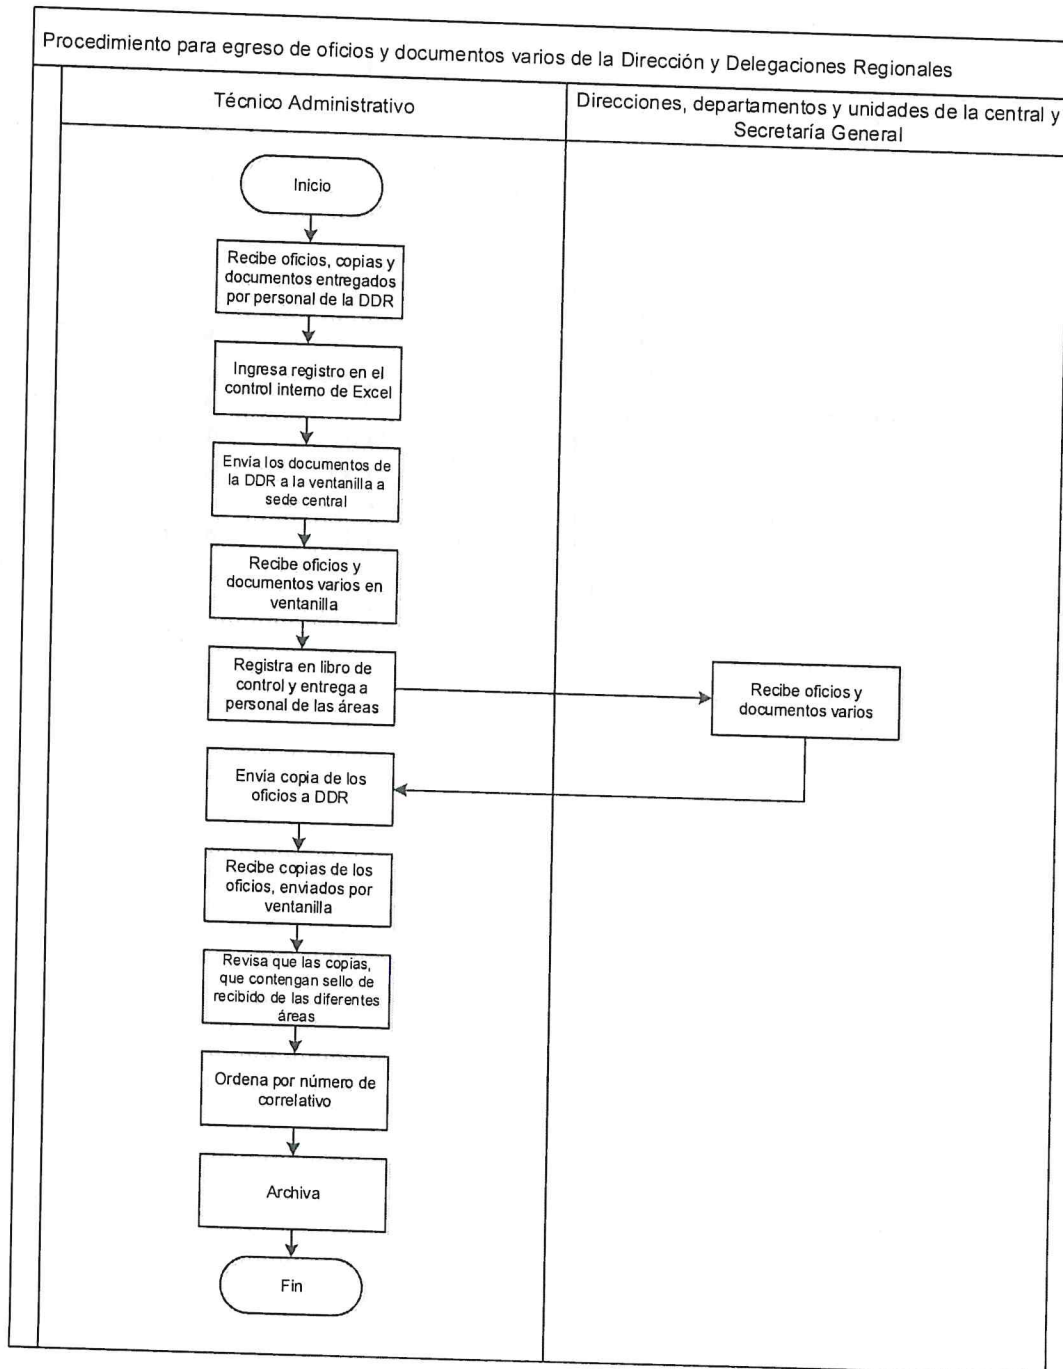 Procedimiento para egreso de oficios y documentos varios de la Dirección y Delegaciones Regionales
Técnico Administrativo
Direcciones, departamentos y unidades de la central y
Secretaría General
Inicio
Recibe oficios, copias y
documentos entregados
por personal de la DDR
Ingresa registro en el
control interno de Excel
Envía los documentos de
la DDR a la ventanilla a
sede central
Recibe oficios y
documentos varios en
ventanilla
Registra en libro de
control y entrega a
personal de las áreas
Recibe oficios y
documentos varios
Envía copia de los
oficios a DDR
Recibe copias de los
oficios, enviados por
ventanilla
Revisa que las copias,
que contengan sello de
recibido de las diferentes
áreas
Ordena por número de
correlativo
Archiva
Fin